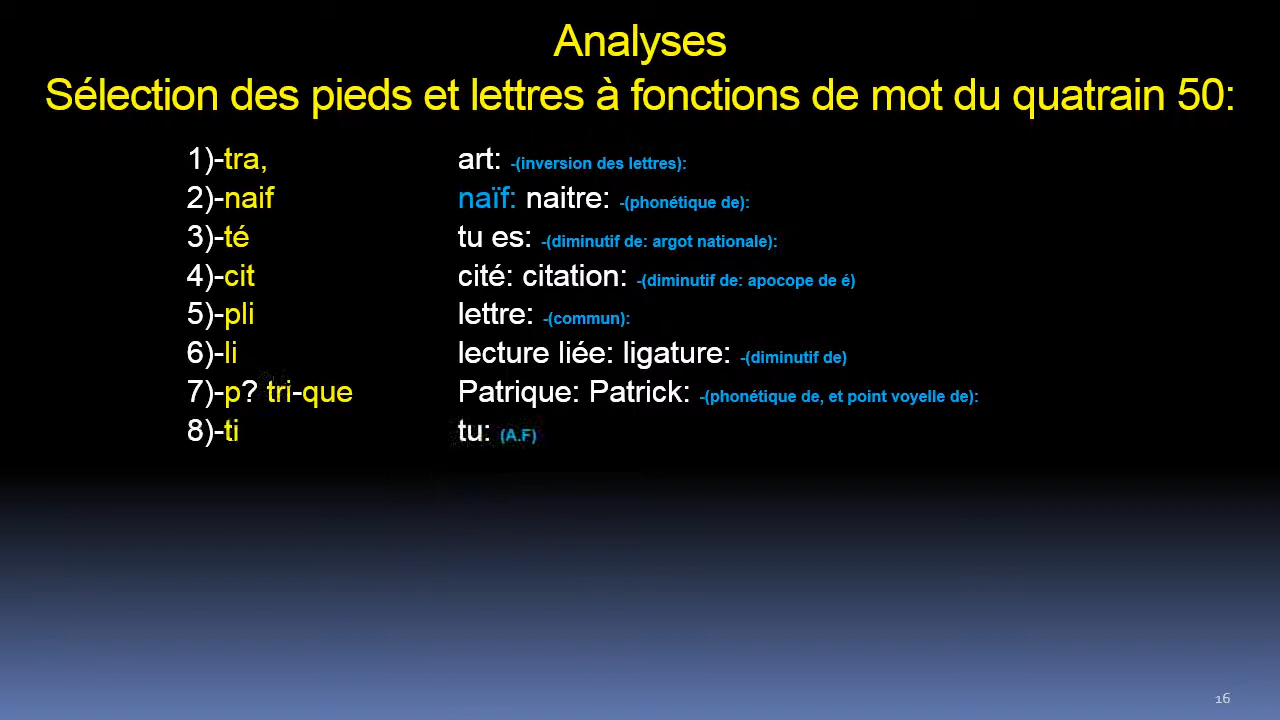 Analyses
Sélection des pieds et lettres à fonctions de mot du quatrain 50:
1)-tra, art: -(inversion des lettres):
2)-naif naïf: naitre: -(phonétique de):
3)-té tu es: -(diminutif de: argot nationale):
4)-cit cité: citation: -(diminutif de: apocope de é)
5)-pli lettre: -(commun):
6)-li lecture liée: ligature: -(diminutif de)
7)-p? tri-que Patrique: Patrick: -(phonétique de, et point voyelle de):
8)-ti tu: (A.F)
16